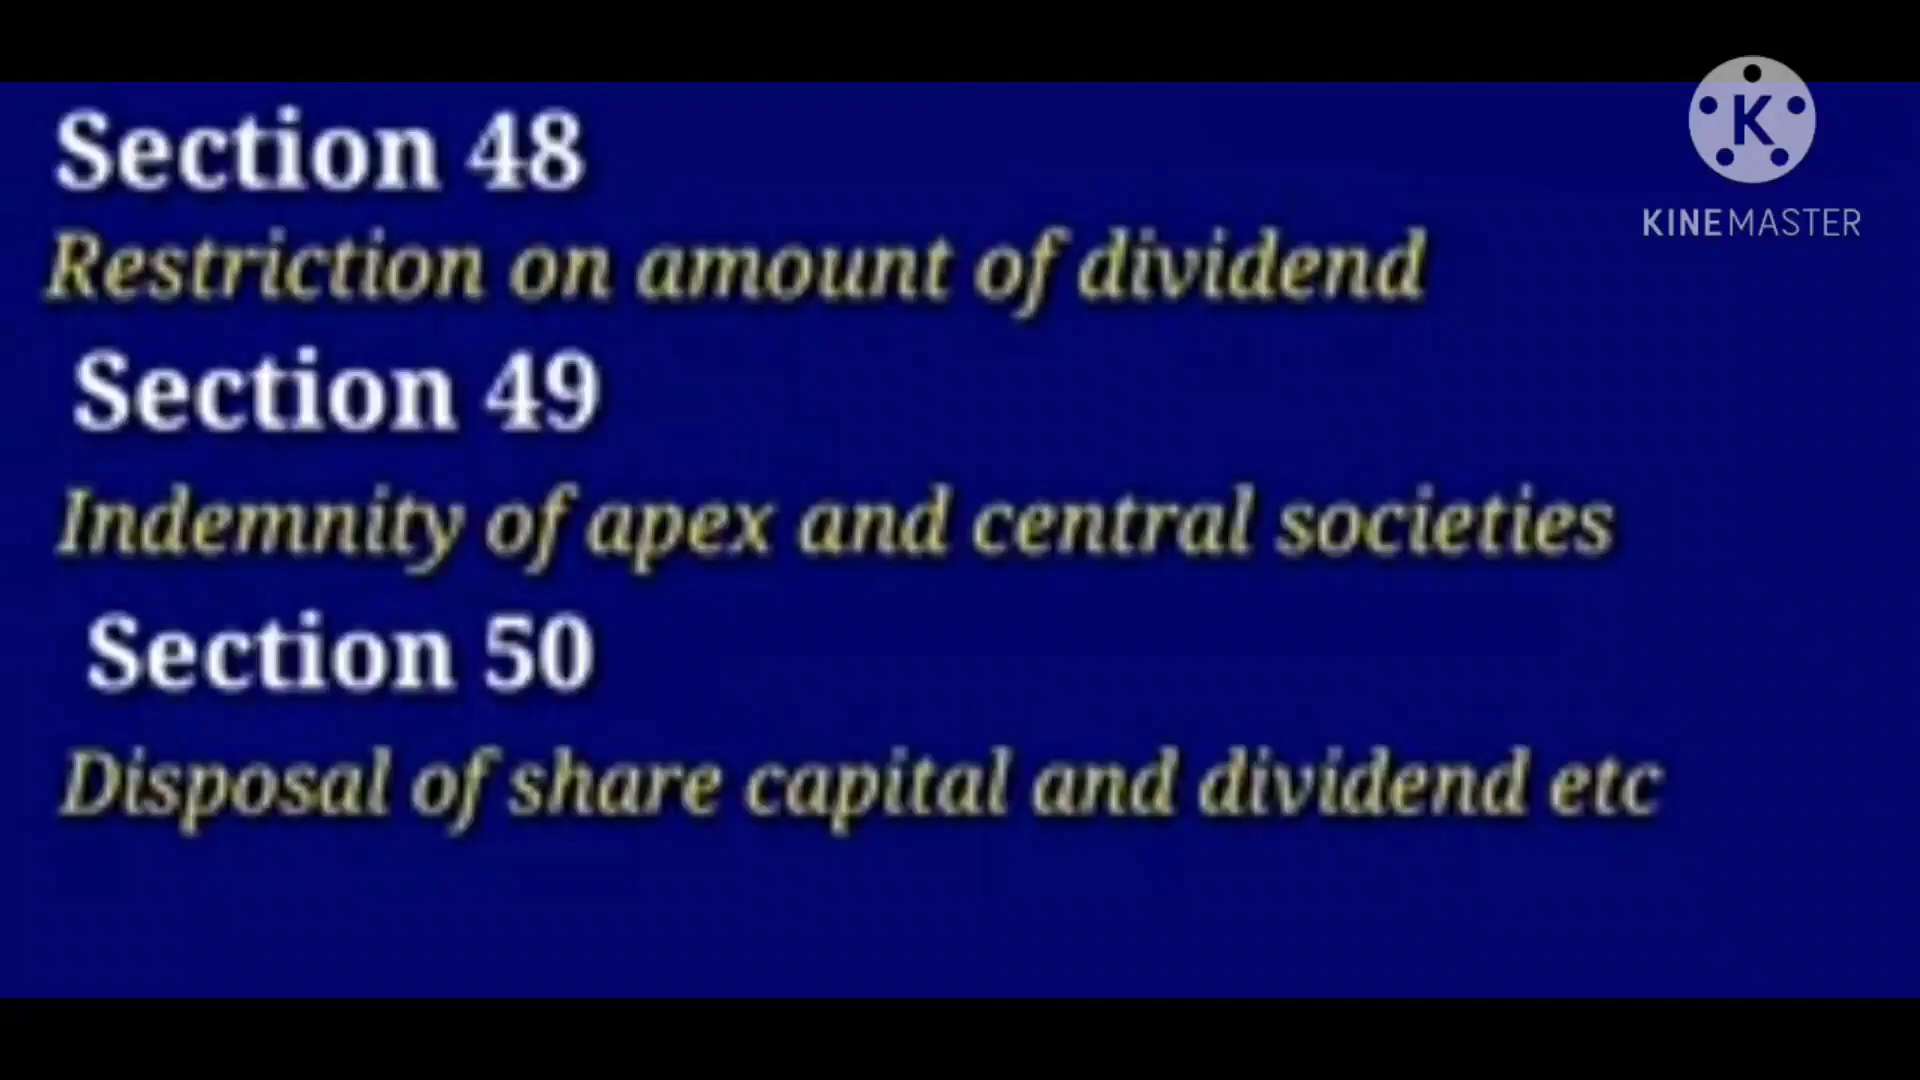 Section 48
Restriction on amount of dividend
Section 49
Indemnity of apex and central societies
Section 50
Disposal of share capital and dividend etc
K
KINEMASTER